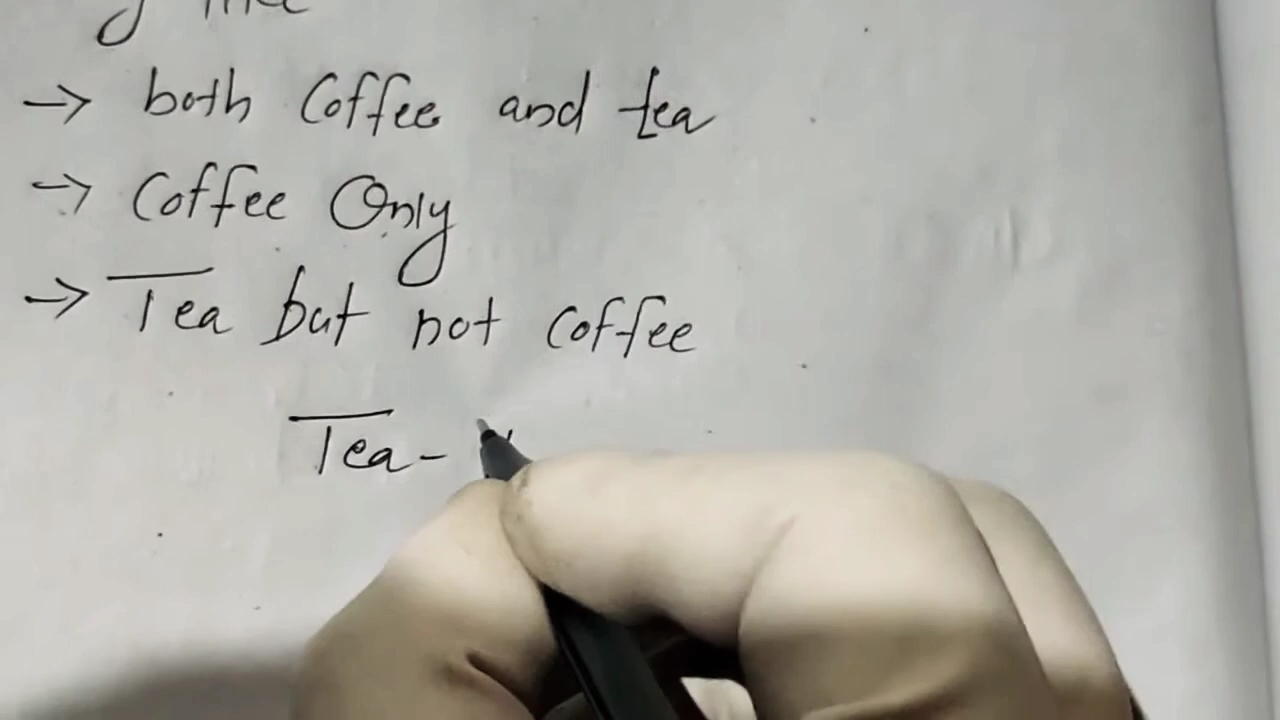 → both Coffee and tea
→ Coffee Only
→ Tea but not Coffee
Tea -